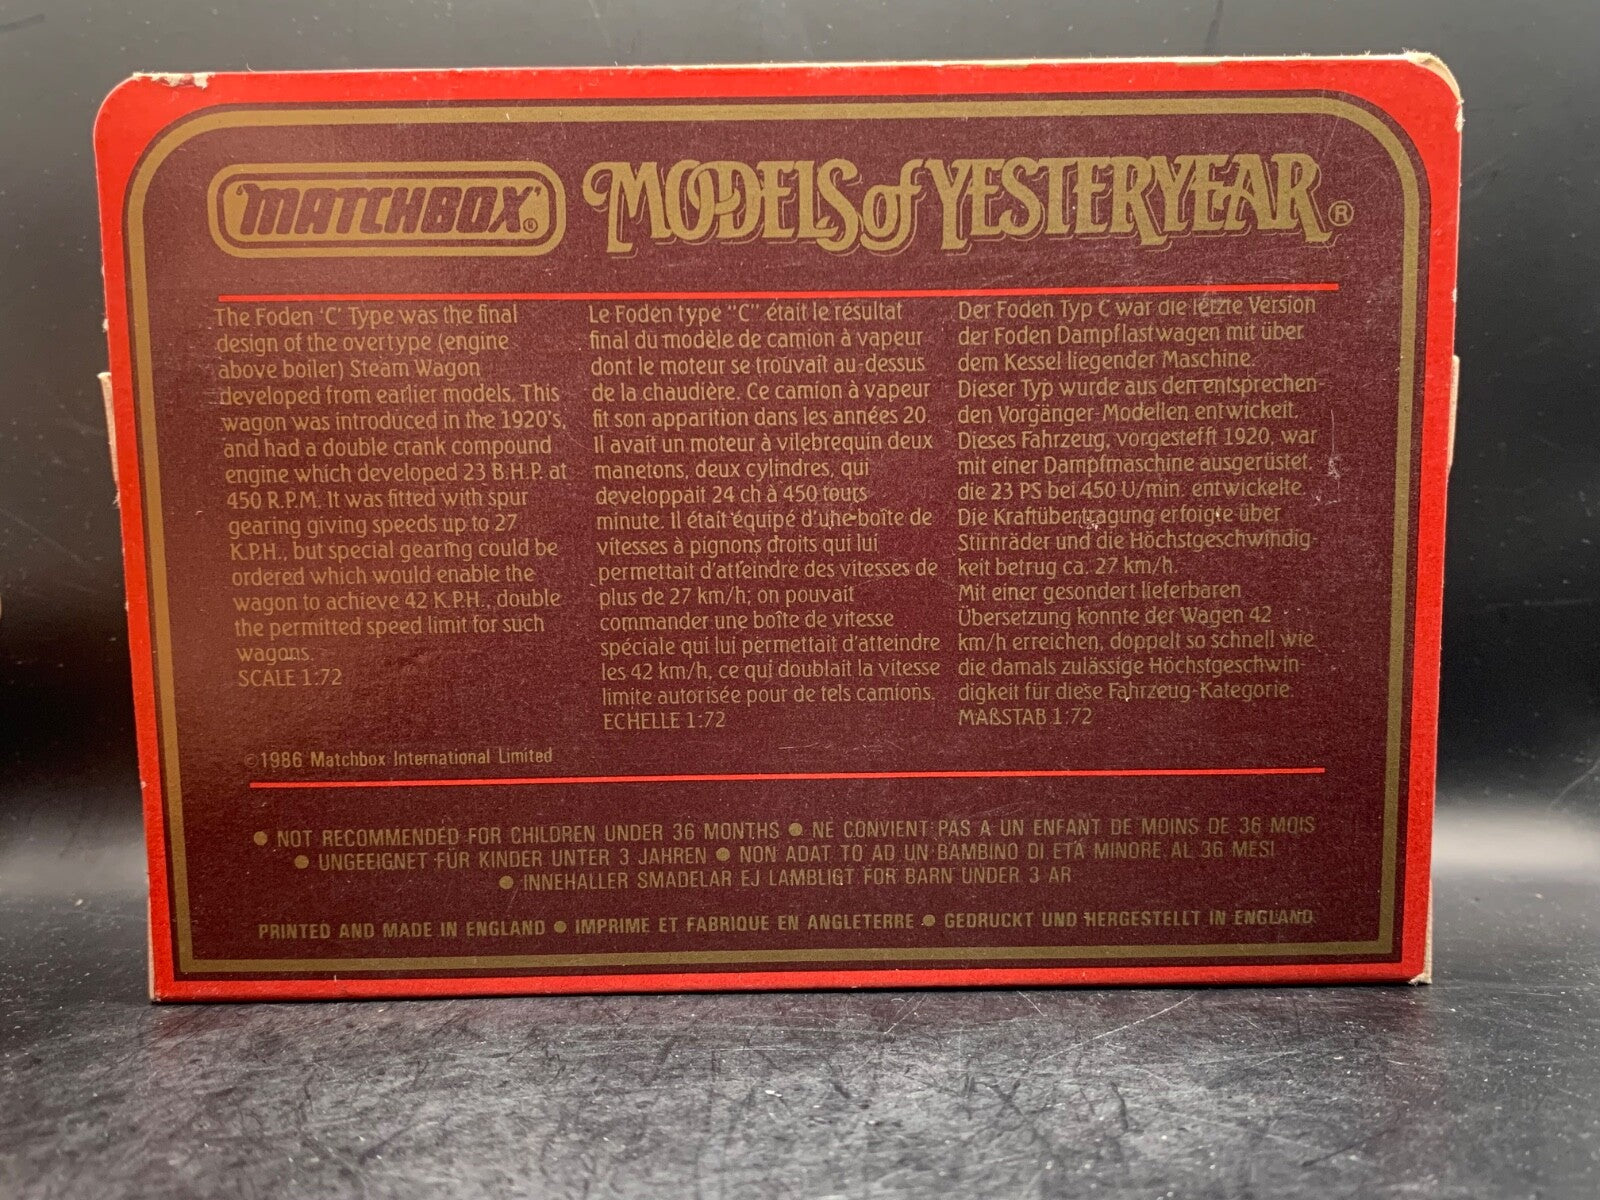 MATCHBOX® MODELS of YESTERYEAR®
The Foden 'C' Type was the final
design of the overtype (engine
above boiler) Steam Wagon
developed from earlier models. This
wagon was introduced in the 1920's,
and had a double crank compound
engine which developed 23 B.H.P. at
450 R.P.M. It was fitted with spur
gearing giving speeds up to 27
K.P.H., but special gearing could be
ordered which would enable the
wagon to achieve 42 K.P.H., double
the permitted speed limit for such
wagons.
SCALE 1:72
Le Foden type "C" était le résultat
final du modèle de camion à vapeur
dont le moteur se trouvait au-dessus
de la chaudière. Ce camion à vapeur
fit son apparition dans les années 20.
Il avait un moteur à vilebrequin deux
manetons, deux cylindres, qui
developpait 24 ch à 450 tours
minute. Il était équipé d'une boîte de
vitesses à pignons droits qui lui
permettait d'atteindre des vitesses de
plus de 27 km/h; on pouvait
commander une boîte de vitesse
spéciale qui lui permettait d'atteindre
les 42 km/h, ce qui doublait la vitesse
limite autorisée pour de tels camions.
ECHELLE 1:72
Der Foden Typ C war die letzte Version
der Foden Dampflastwagen mit über
dem Kessel liegender Maschine.
Dieser Typ wurde aus den entsprechen-
den Vorgänger-Modellen entwickelt.
Dieses Fahrzeug, vorgestefft 1920, war
mit einer Dampfmaschine ausgerüstet,
die 23 PS bei 450 U/min. entwickelte.
Die Kraftübertragung erfolgte über
Stirnräder und die Höchstgeschwindig-
keit betrug ca. 27 km/h.
Mit einer gesondert lieferbaren
Übersetzung konnte der Wagen 42
km/h erreichen, doppelt so schnell wie
die damals zulässige Höchstgeschwin-
digkeit für diese Fahrzeug-Kategorie.
MAßSTAB 1:72
©1986 Matchbox International Limited
● NOT RECOMMENDED FOR CHILDREN UNDER 36 MONTHS ● NE CONVIENT PAS A UN ENFANT DE MOINS DE 36 MOIS
● UNGEEIGNET FÜR KINDER UNTER 3 JAHREN ● NON ADAT TO AD UN BAMBINO DI ETA MINORE AL 36 MESI
● INNEHALLER SMADELAR EJ LAMBLIGT FOR BARN UNDER 3 AR
PRINTED AND MADE IN ENGLAND ● IMPRIME ET FABRIQUE EN ANGLETERRE ● GEDRUCKT UND HERGESTELLT IN ENGLAND